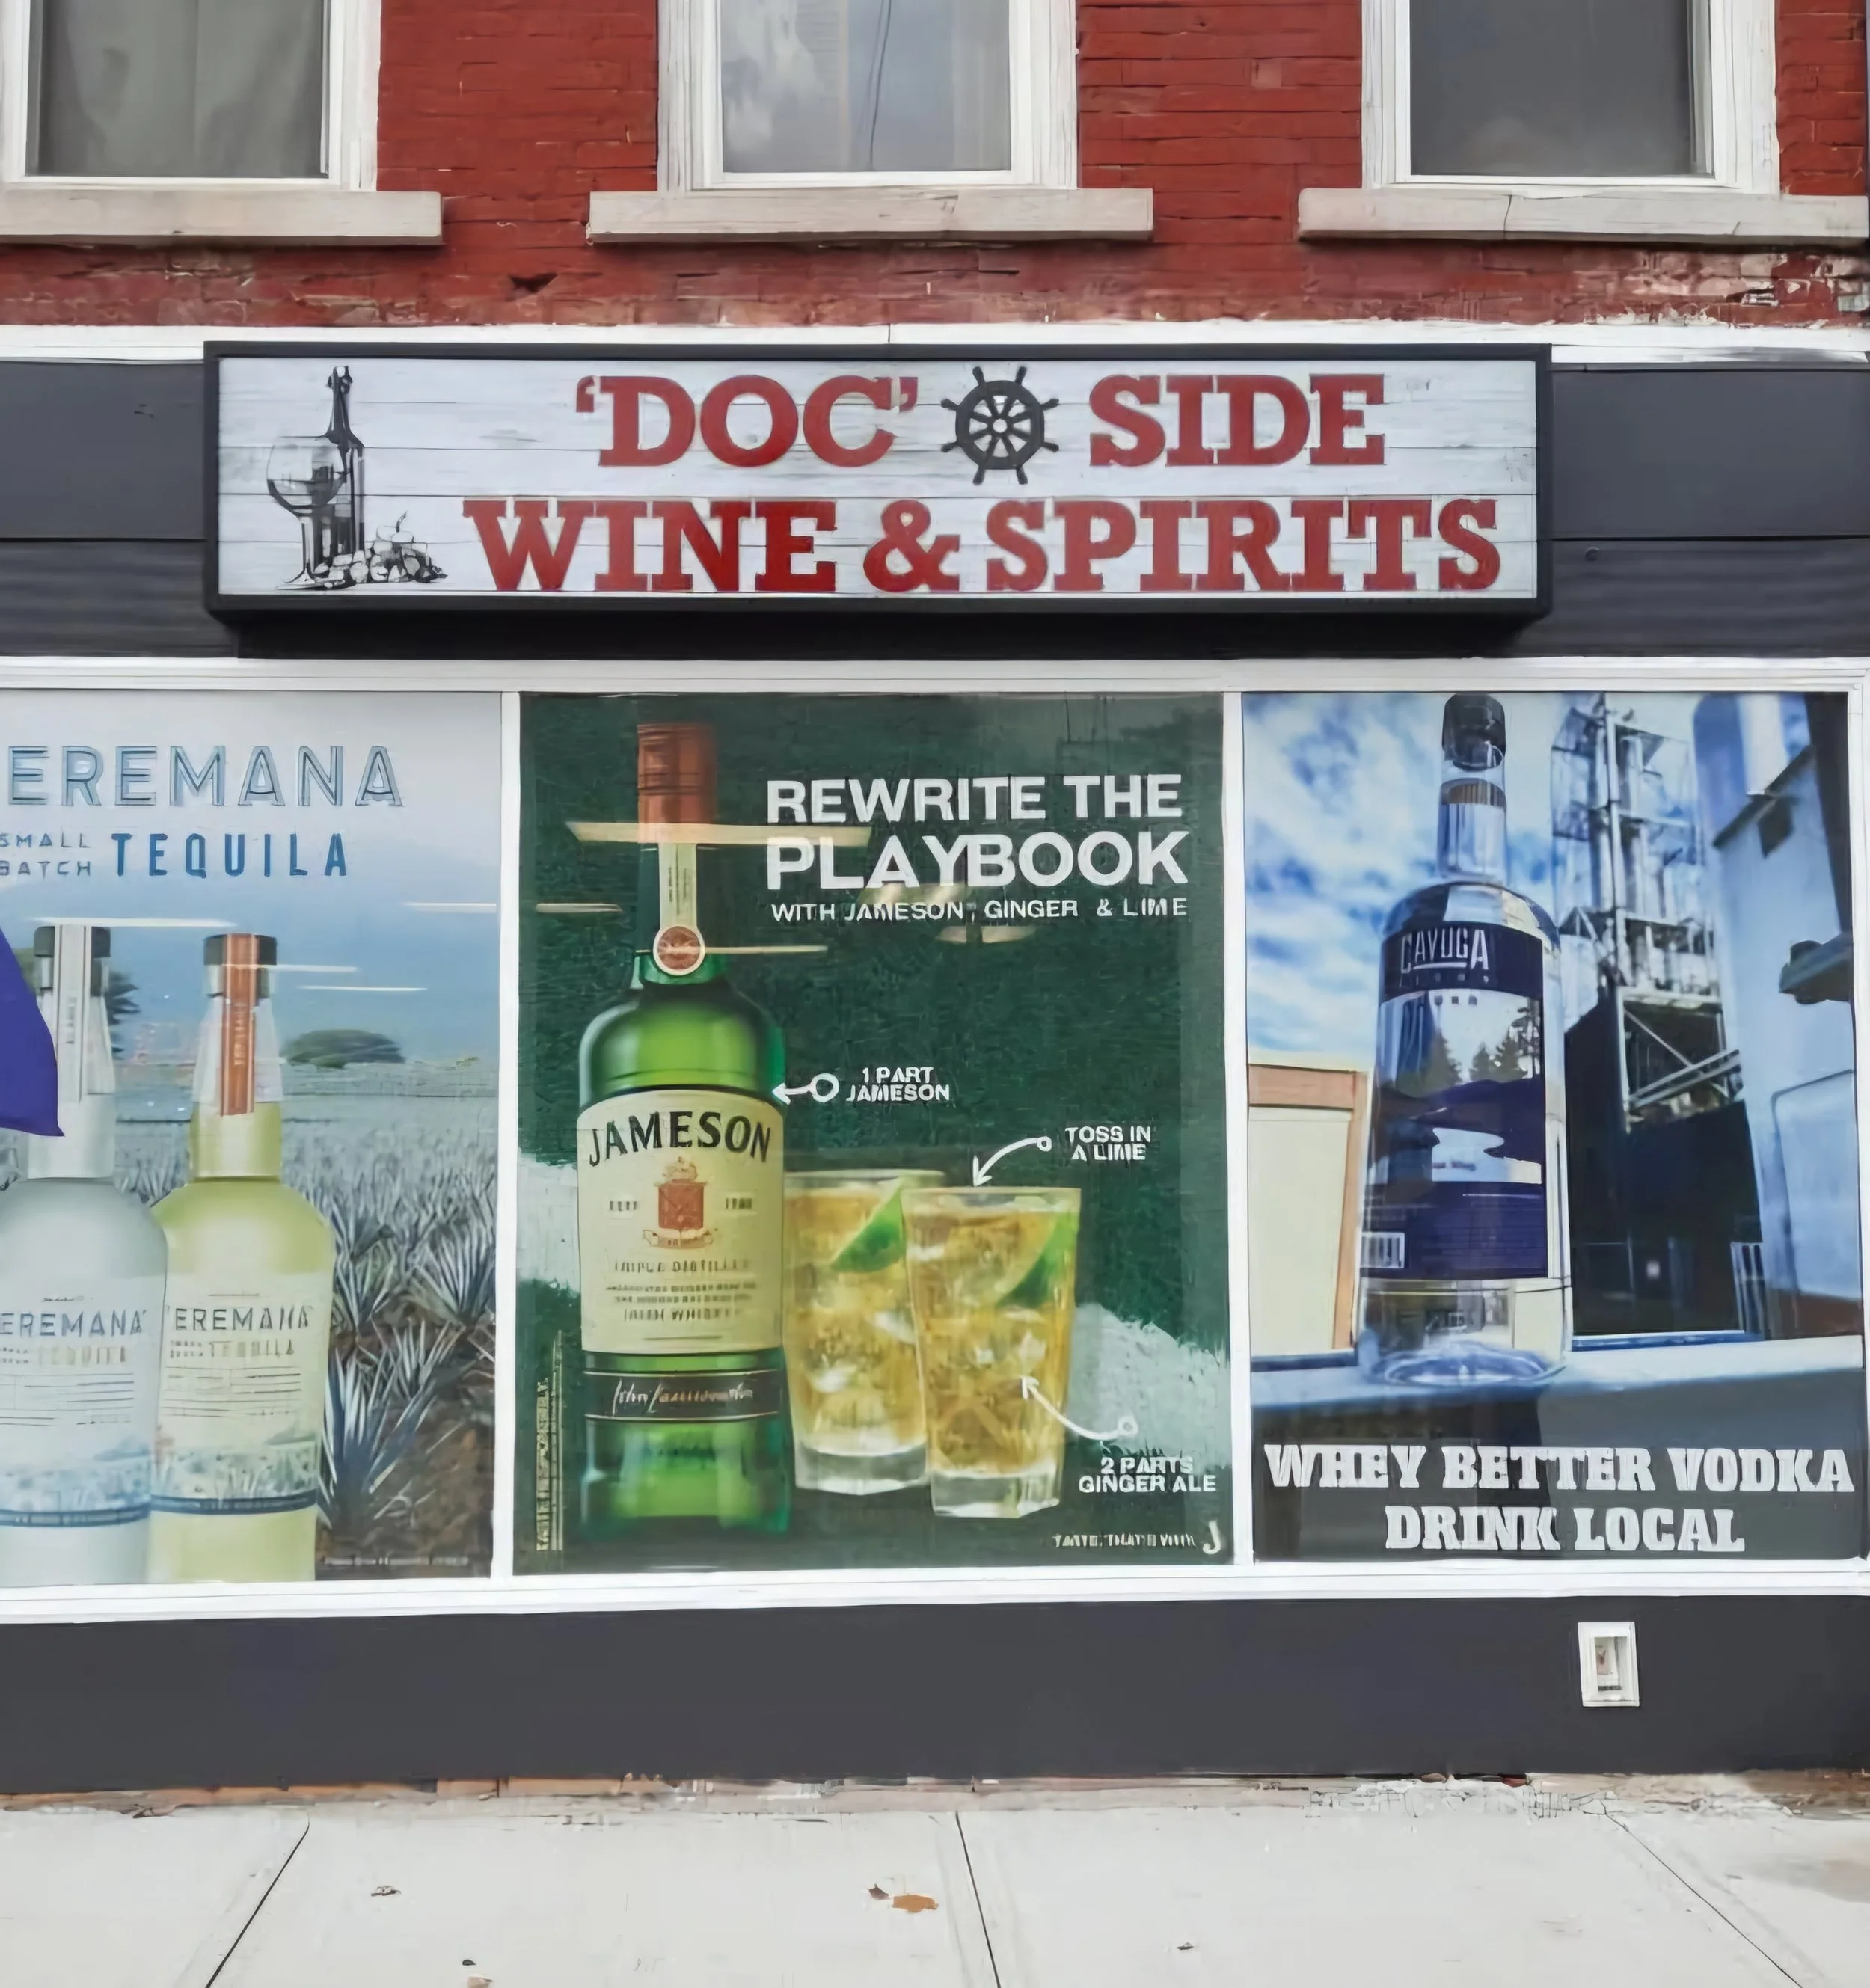 'DOC' SIDE
WINE & SPIRITS
EREMANA
SMALL
BATCH TEQUILA
EREMANA
EREMANA
TEQUILA
REWRITE THE
PLAYBOOK
WITH JAMESON, GINGER & LIME
1 PART
JAMESON
TOSS IN
A LIME
JAMESON
2 PARTS
GINGER ALE
J
CAYUGA
WHEY BETTER VODKA
DRINK LOCAL